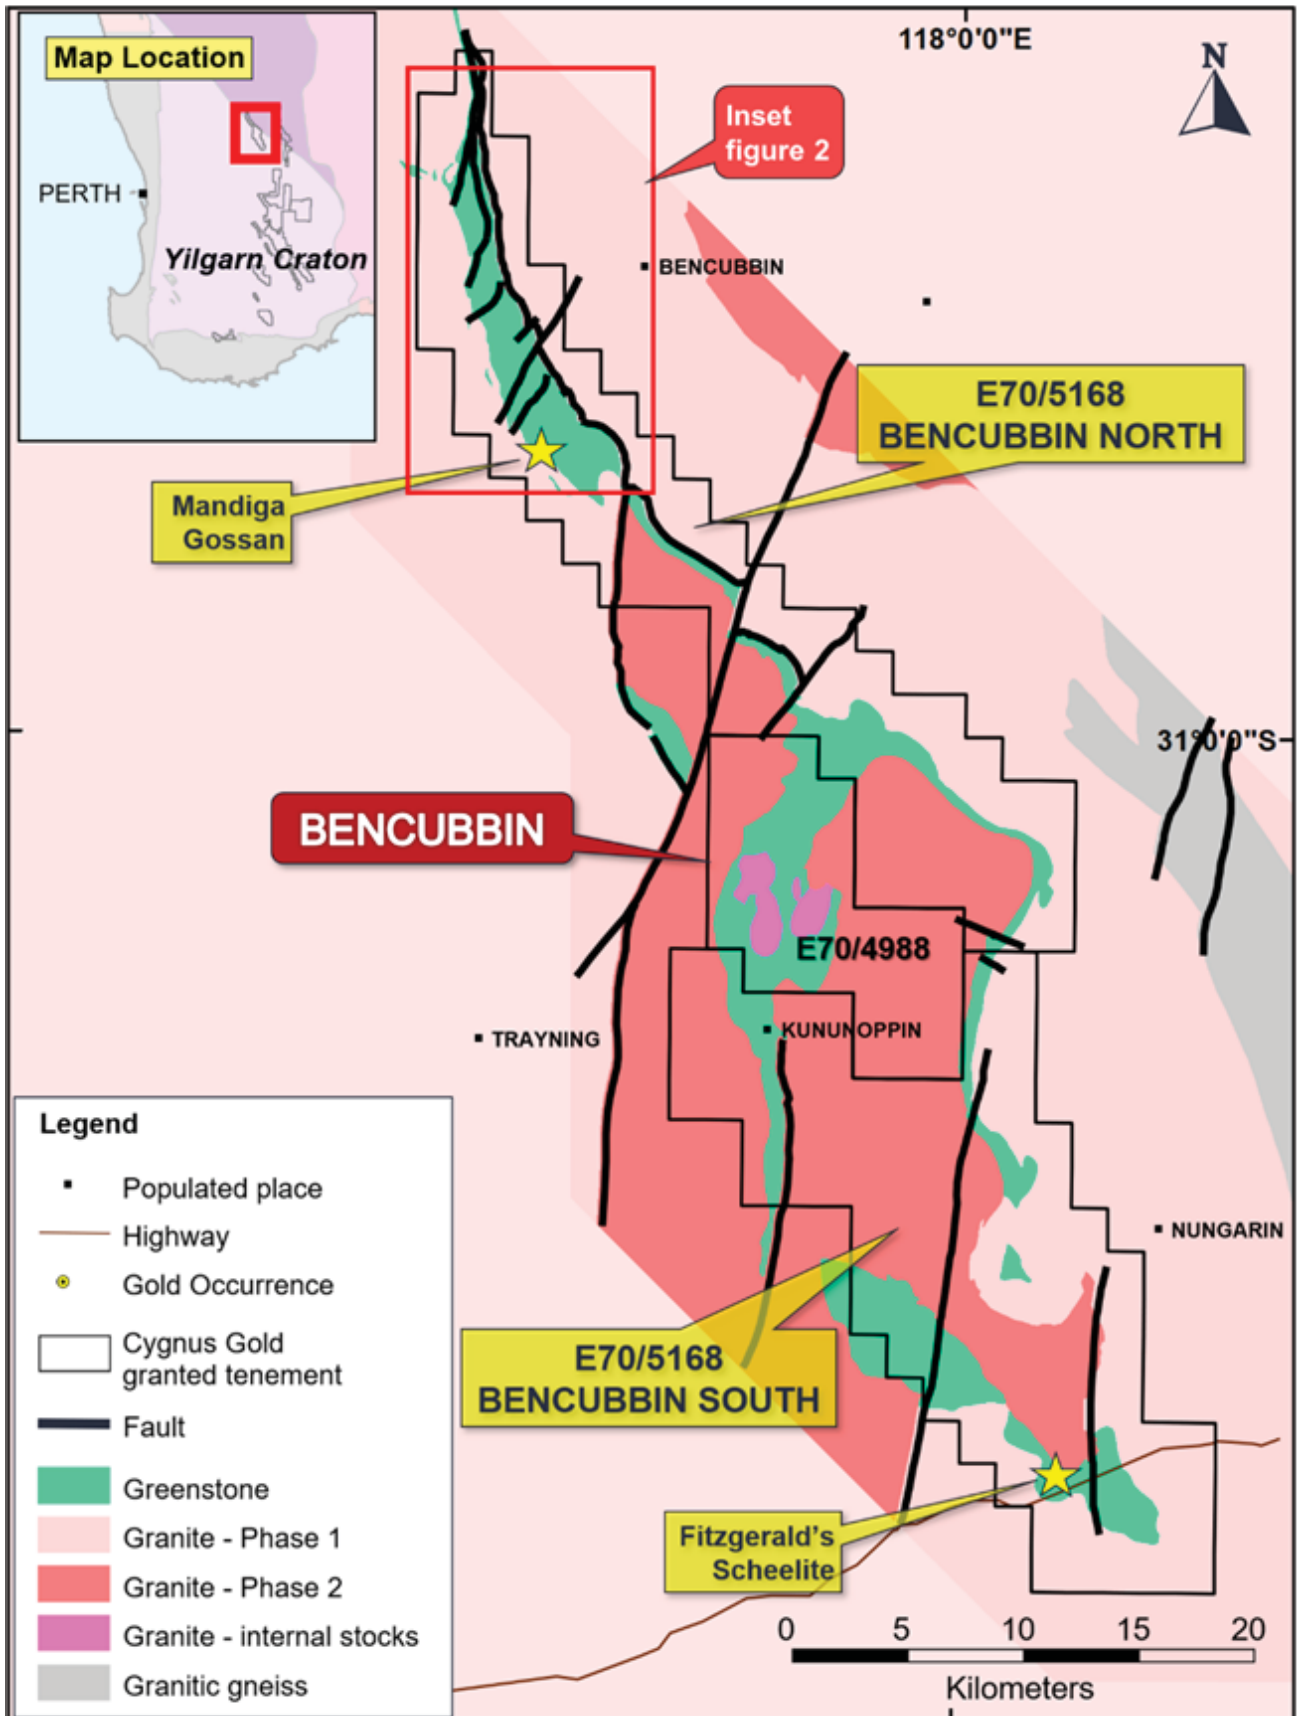 Map Location
PERTH
Yilgarn Craton
118°0'0"E
N
Inset
figure 2
BENCUBBIN
E70/5168
BENCUBBIN NORTH
Mandiga
Gossan
31°0'0"S
BENCUBBIN
E70/4988
KUNUNOPPIN
TRAYNING
NUNGARIN
E70/5168
BENCUBBIN SOUTH
Fitzgerald's
Scheelite
Legend
Populated place
Highway
Gold Occurrence
Cygnus Gold
granted tenement
Fault
Greenstone
Granite - Phase 1
Granite - Phase 2
Granite - internal stocks
Granitic gneiss
0 5 10 15 20
Kilometers